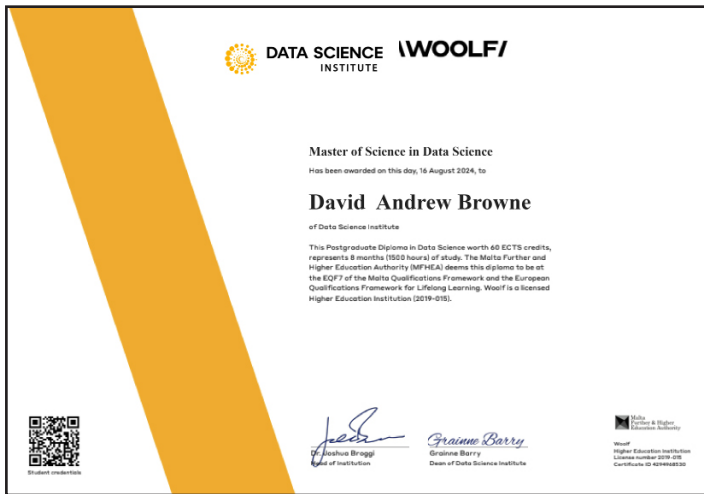 DATA SCIENCE
INSTITUTE
\WOOLF/
Master of Science in Data Science
Has been awarded on this day, 16 August 2024, to
David Andrew Browne
of Data Science Institute
This Postgraduate Diploma in Data Science worth 60 ECTS credits,
represents 8 months (1500 hours) of study. The Malta Further and
Higher Education Authority (MFHEA) deems this diploma to be at
the EQF7 of the Malta Qualifications Framework and the European
Qualifications Framework for Lifelong Learning. Woolf is a licensed
Higher Education Institution (2019-015).
Grainne Barry
Dr. Joshua Broggi
Head of Institution
Grainne Barry
Dean of Data Science Institute
Student credentials
Malta
Further & Higher
Education Authority
Woolf
Higher Education Institution
License number 2019-015
Certificate ID 4294968530